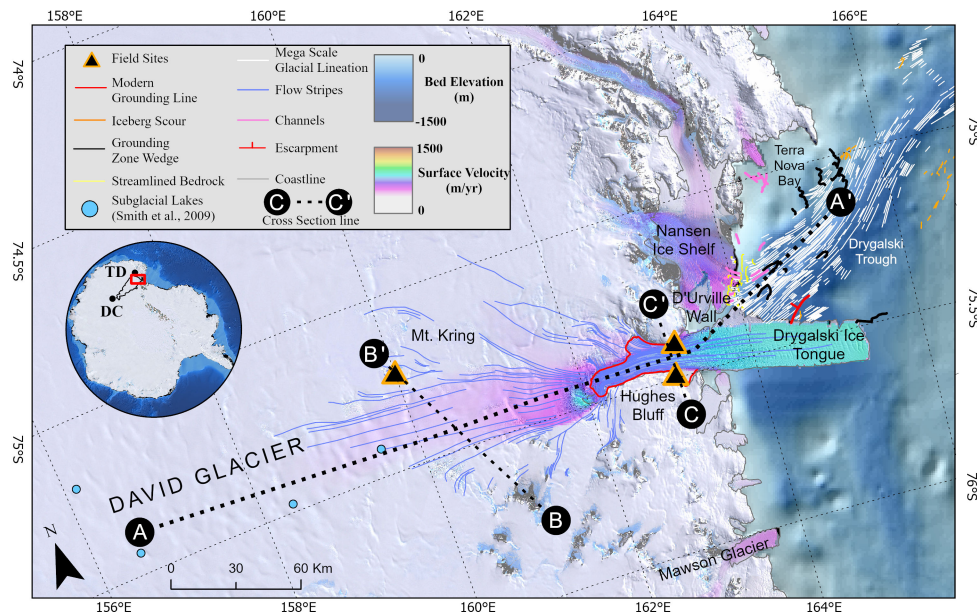 158°E
160°E
162°E
164°E
166°E
74°S
74.5°S
75°S
75°S
75.5°S
76°S
156°E
158°E
160°E
162°E
164°E
Field Sites
Modern
Grounding Line
Iceberg Scour
Grounding
Zone Wedge
Streamlined Bedrock
Subglacial Lakes
(Smith et al., 2009)
Mega Scale
Glacial Lineation
Flow Stripes
Channels
Escarpment
Coastline
C
C'
Cross Section line
0
Bed Elevation
(m)
-1500
1500
Surface Velocity
(m/yr)
0
TD
DC
Terra
Nova
Bay
A'
Nansen
Ice Shelf
Drygalski
Trough
C'
D'Urville
Wall
Mt. Kring
B'
Drygalski Ice
Tongue
Hughes
Bluff
C
DAVID GLACIER
A
B
Mawson Glacier
N
0
30
60 Km